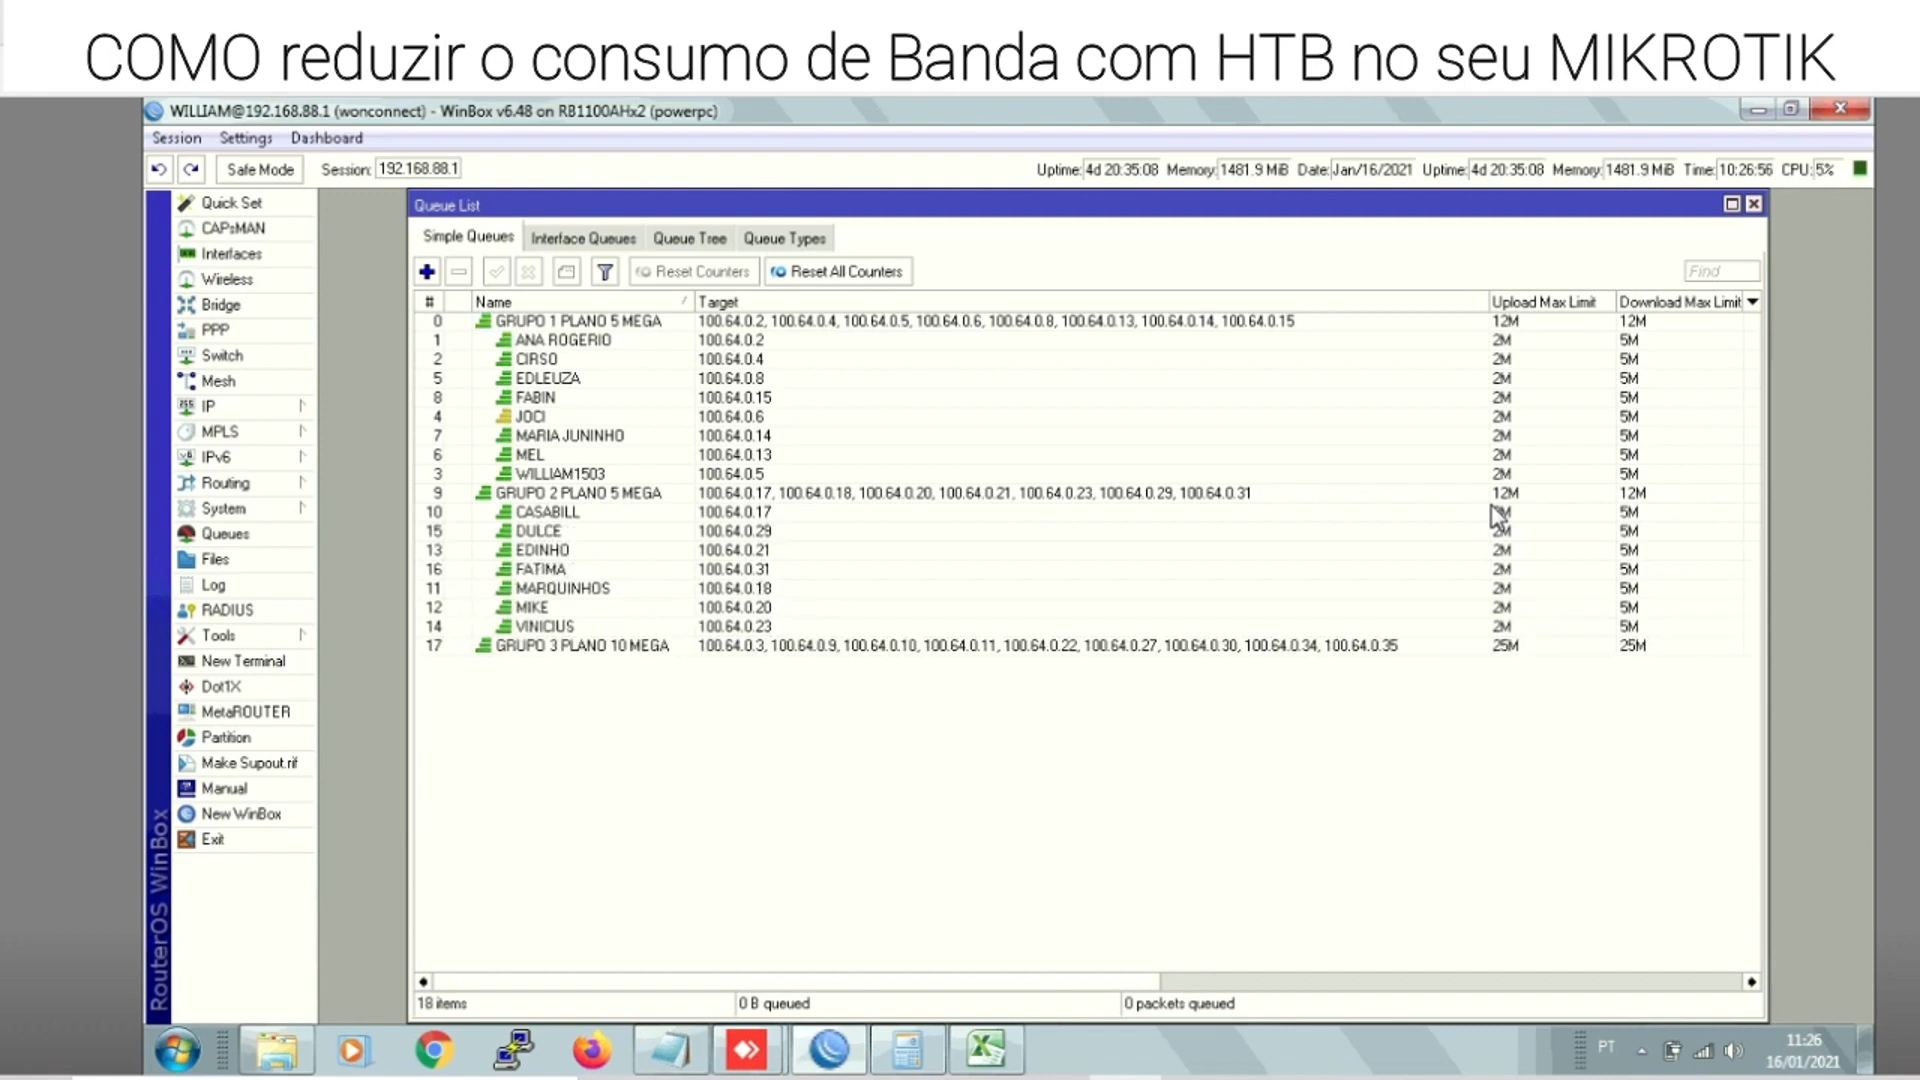 COMO reduzir o consumo de Banda com HTB no seu MIKROTIK
WILLIAM@192.168.88.1 (wonconnect) - WinBox v6.48 on RB1100AHx2 (powerpc)
Session Settings Dashboard
Safe Mode Session: 192.168.88.1 Uptime: 4d 20:35:08 Memory: 1481.9 MiB Date: Jan/16/2021 Uptime: 4d 20:35:08 Memory: 1481.9 MiB Time: 10:26:56 CPU: 5%
Quick Set
CAPsMAN
Interfaces
Wireless
Bridge
PPP
Switch
Mesh
IP
MPLS
IPv6
Routing
System
Queues
Files
Log
RADIUS
Tools
New Terminal
Dot1X
MetaROUTER
Partition
Make Supout.rif
Manual
New WinBox
Exit
RouterOS WinBox
Queue List
Simple Queues Interface Queues Queue Tree Queue Types
Reset Counters Reset All Counters Find
# Name Target Upload Max Limit Download Max Limit
0 GRUPO 1 PLANO 5 MEGA 100.64.0.2, 100.64.0.4, 100.64.0.5, 100.64.0.6, 100.64.0.8, 100.64.0.13, 100.64.0.14, 100.64.0.15 12M 12M
1 ANA ROGERIO 100.64.0.2 2M 5M
2 CIRSO 100.64.0.4 2M 5M
5 EDLEUZA 100.64.0.8 2M 5M
8 FABIN 100.64.0.15 2M 5M
4 JOCI 100.64.0.6 2M 5M
7 MARIA JUNINHO 100.64.0.14 2M 5M
6 MEL 100.64.0.13 2M 5M
3 WILLIAM1503 100.64.0.5 2M 5M
9 GRUPO 2 PLANO 5 MEGA 100.64.0.17, 100.64.0.18, 100.64.0.20, 100.64.0.21, 100.64.0.23, 100.64.0.29, 100.64.0.31 12M 12M
10 CASABILL 100.64.0.17 2M 5M
15 DULCE 100.64.0.29 2M 5M
13 EDINHO 100.64.0.21 2M 5M
16 FATIMA 100.64.0.31 2M 5M
11 MARQUINHOS 100.64.0.18 2M 5M
12 MIKE 100.64.0.20 2M 5M
14 VINICIUS 100.64.0.23 2M 5M
17 GRUPO 3 PLANO 10 MEGA 100.64.0.3, 100.64.0.9, 100.64.0.10, 100.64.0.11, 100.64.0.22, 100.64.0.27, 100.64.0.30, 100.64.0.34, 100.64.0.35 25M 25M
18 items 0 B queued 0 packets queued
PT 11:26
16/01/2021